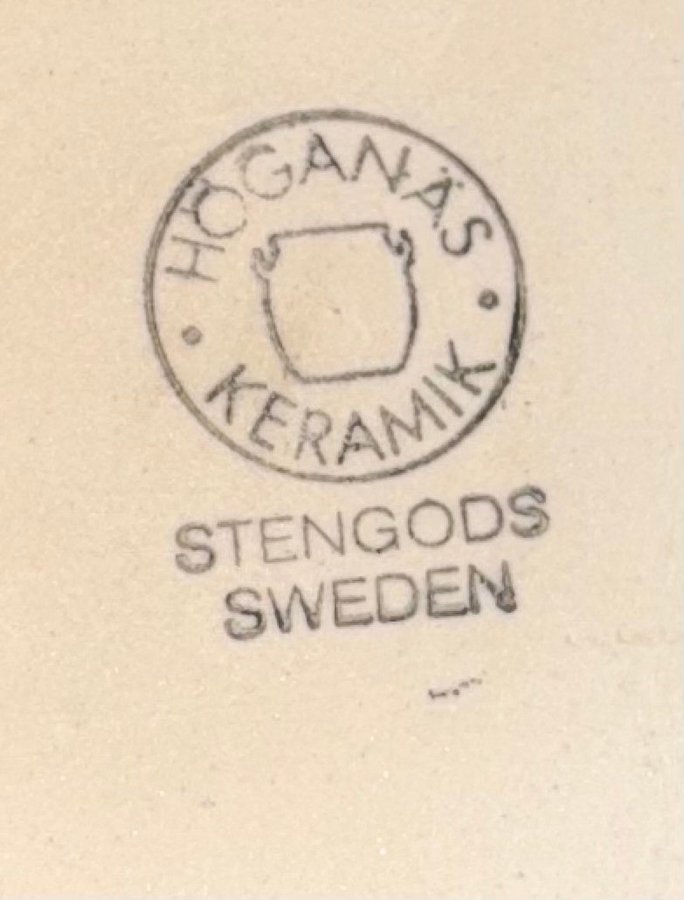 HÖGANÄS
KERAMIK
STENGODS
SWEDEN